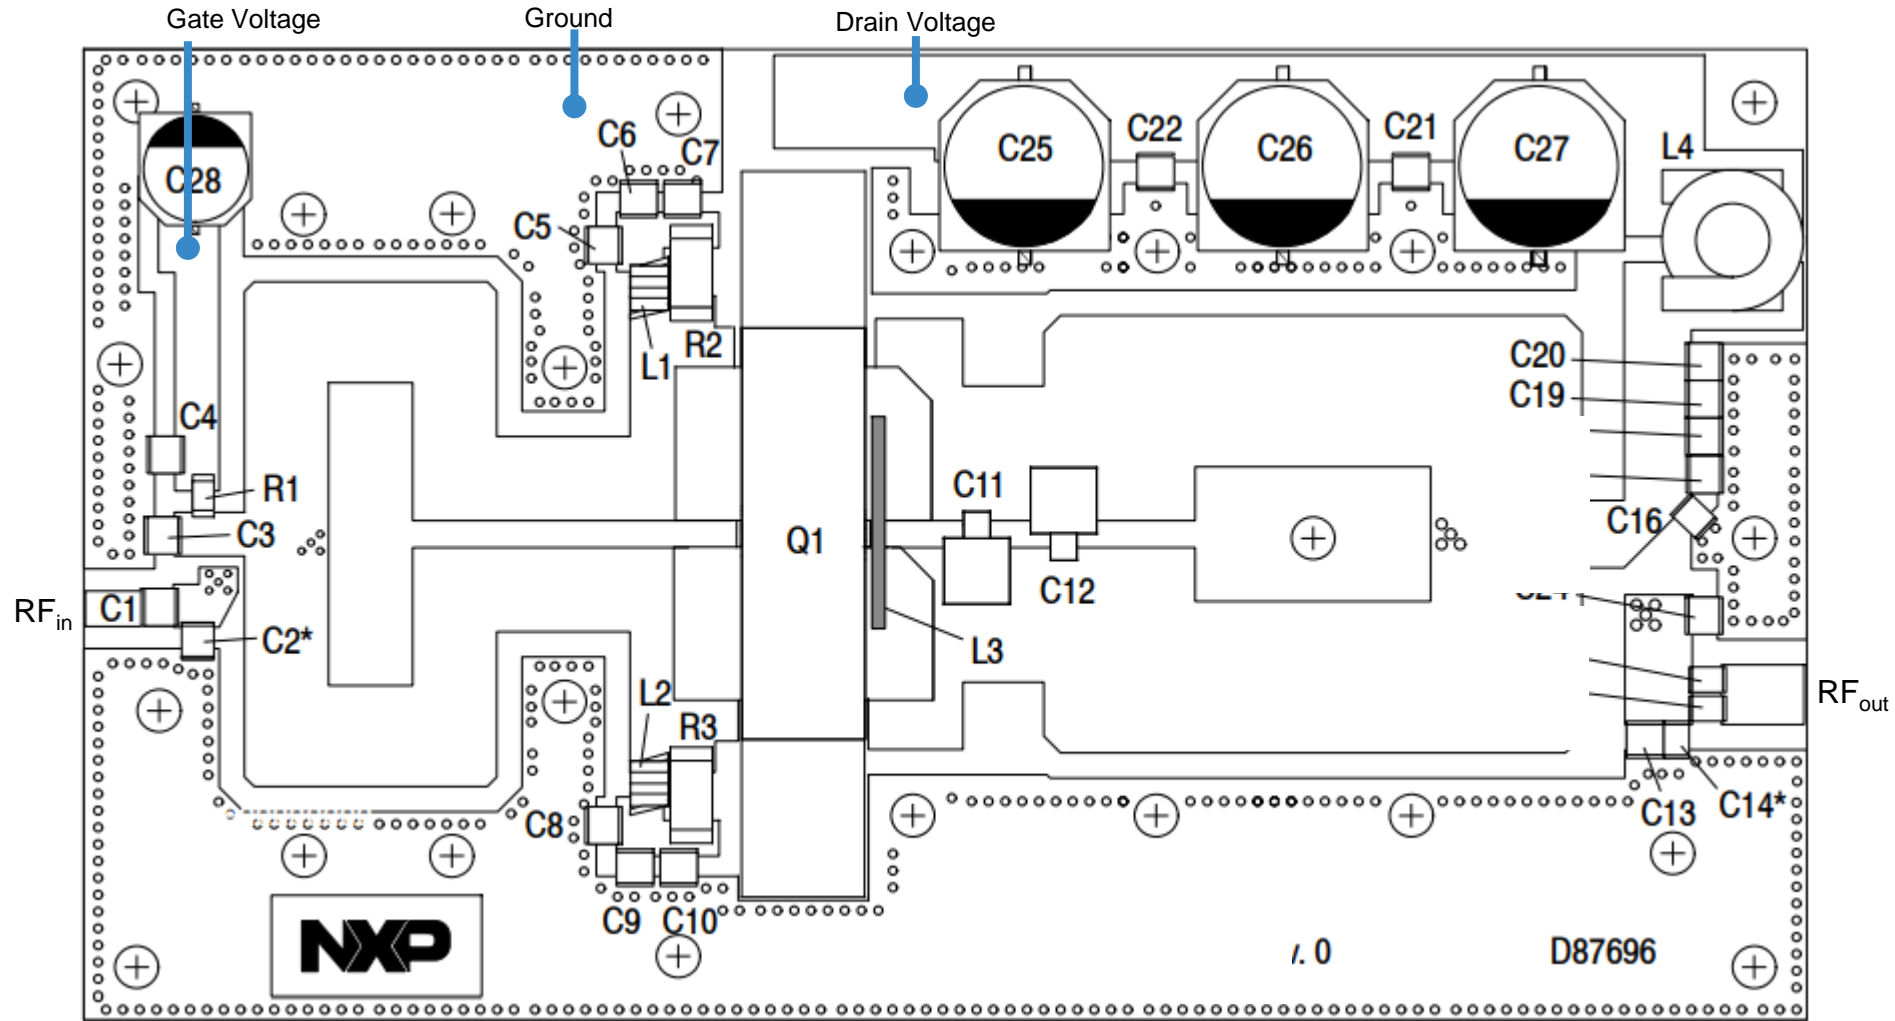 Gate Voltage
Ground
Drain Voltage
C6
C7
C22
C21
L4
C25
C26
C27
C28
C5
L1
R2
C20
C19
C4
R1
C3
C11
C16
Q1
C12
RFin
C1
C2*
L3
L2
R3
RFout
C8
C13
C14*
C9
C10
NXP
. 0
D87696